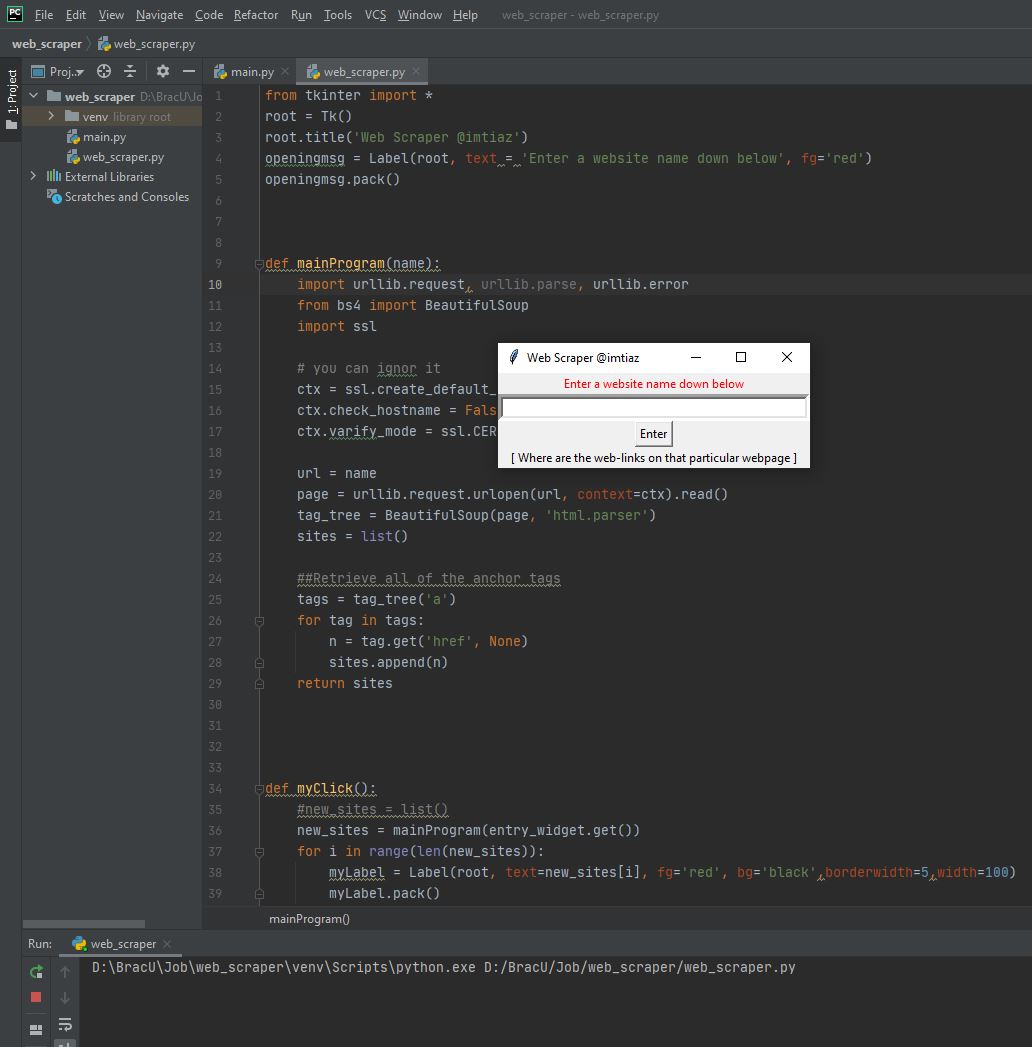 File Edit View Navigate Code Refactor Run Tools VCS Window Help web_scraper - web_scraper.py
web_scraper web_scraper.py
1: Project
Proj.. main.py web_scraper.py
web_scraper D:\BracU\Jo
venv library root
main.py
web_scraper.py
External Libraries
Scratches and Consoles
1 from tkinter import *
2 root = Tk()
3 root.title('Web Scraper @imtiaz')
4 openingmsg = Label(root, text = 'Enter a website name down below', fg='red')
5 openingmsg.pack()
6
7
8
9 def mainProgram(name):
10 import urllib.request, urllib.parse, urllib.error
11 from bs4 import BeautifulSoup
12 import ssl
13
14 # you can ignor it
15 ctx = ssl.create_default_
16 ctx.check_hostname = Fals
17 ctx.varify_mode = ssl.CER
18
19 url = name
20 page = urllib.request.urlopen(url, context=ctx).read()
21 tag_tree = BeautifulSoup(page, 'html.parser')
22 sites = list()
23
24 ##Retrieve all of the anchor tags
25 tags = tag_tree('a')
26 for tag in tags:
27 n = tag.get('href', None)
28 sites.append(n)
29 return sites
30
31
32
33
34 def myClick():
35 #new_sites = list()
36 new_sites = mainProgram(entry_widget.get())
37 for i in range(len(new_sites)):
38 myLabel = Label(root, text=new_sites[i], fg='red', bg='black',borderwidth=5,width=100)
39 myLabel.pack()
mainProgram()
Web Scraper @imtiaz
Enter a website name down below
Enter
[ Where are the web-links on that particular webpage ]
Run: web_scraper
D:\BracU\Job\web_scraper\venv\Scripts\python.exe D:/BracU/Job/web_scraper/web_scraper.py